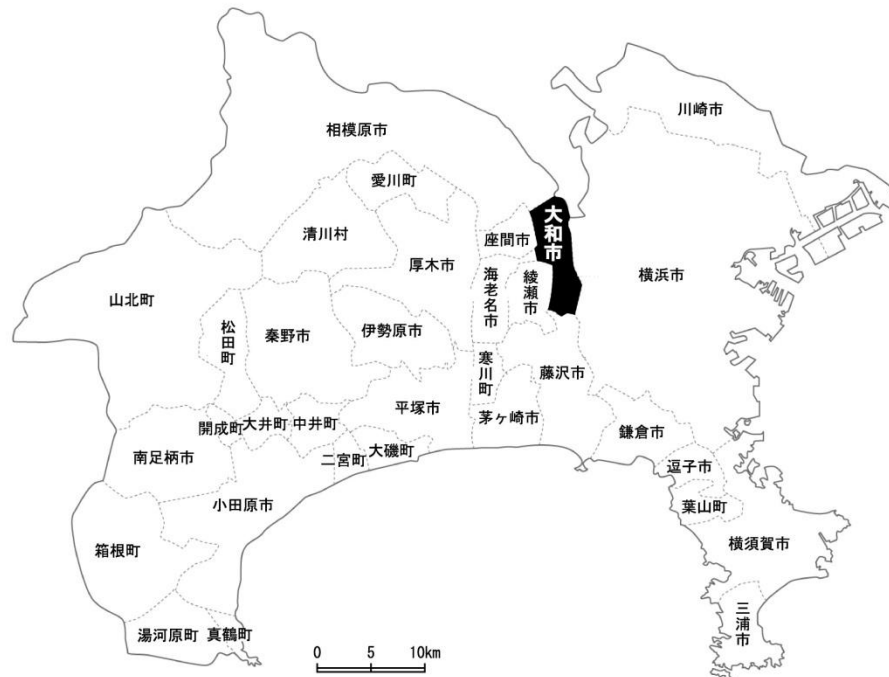 川崎市
相模原市
愛川町
大和市
清川村
座間市
厚木市
横浜市
海老名市
綾瀬市
山北町
松田町
秦野市
伊勢原市
寒川町
藤沢市
平塚市
茅ヶ崎市
開成町
大井町
中井町
鎌倉市
南足柄市
二宮町
大磯町
逗子市
小田原市
葉山町
横須賀市
箱根町
三浦市
湯河原町
真鶴町
0 5 10km